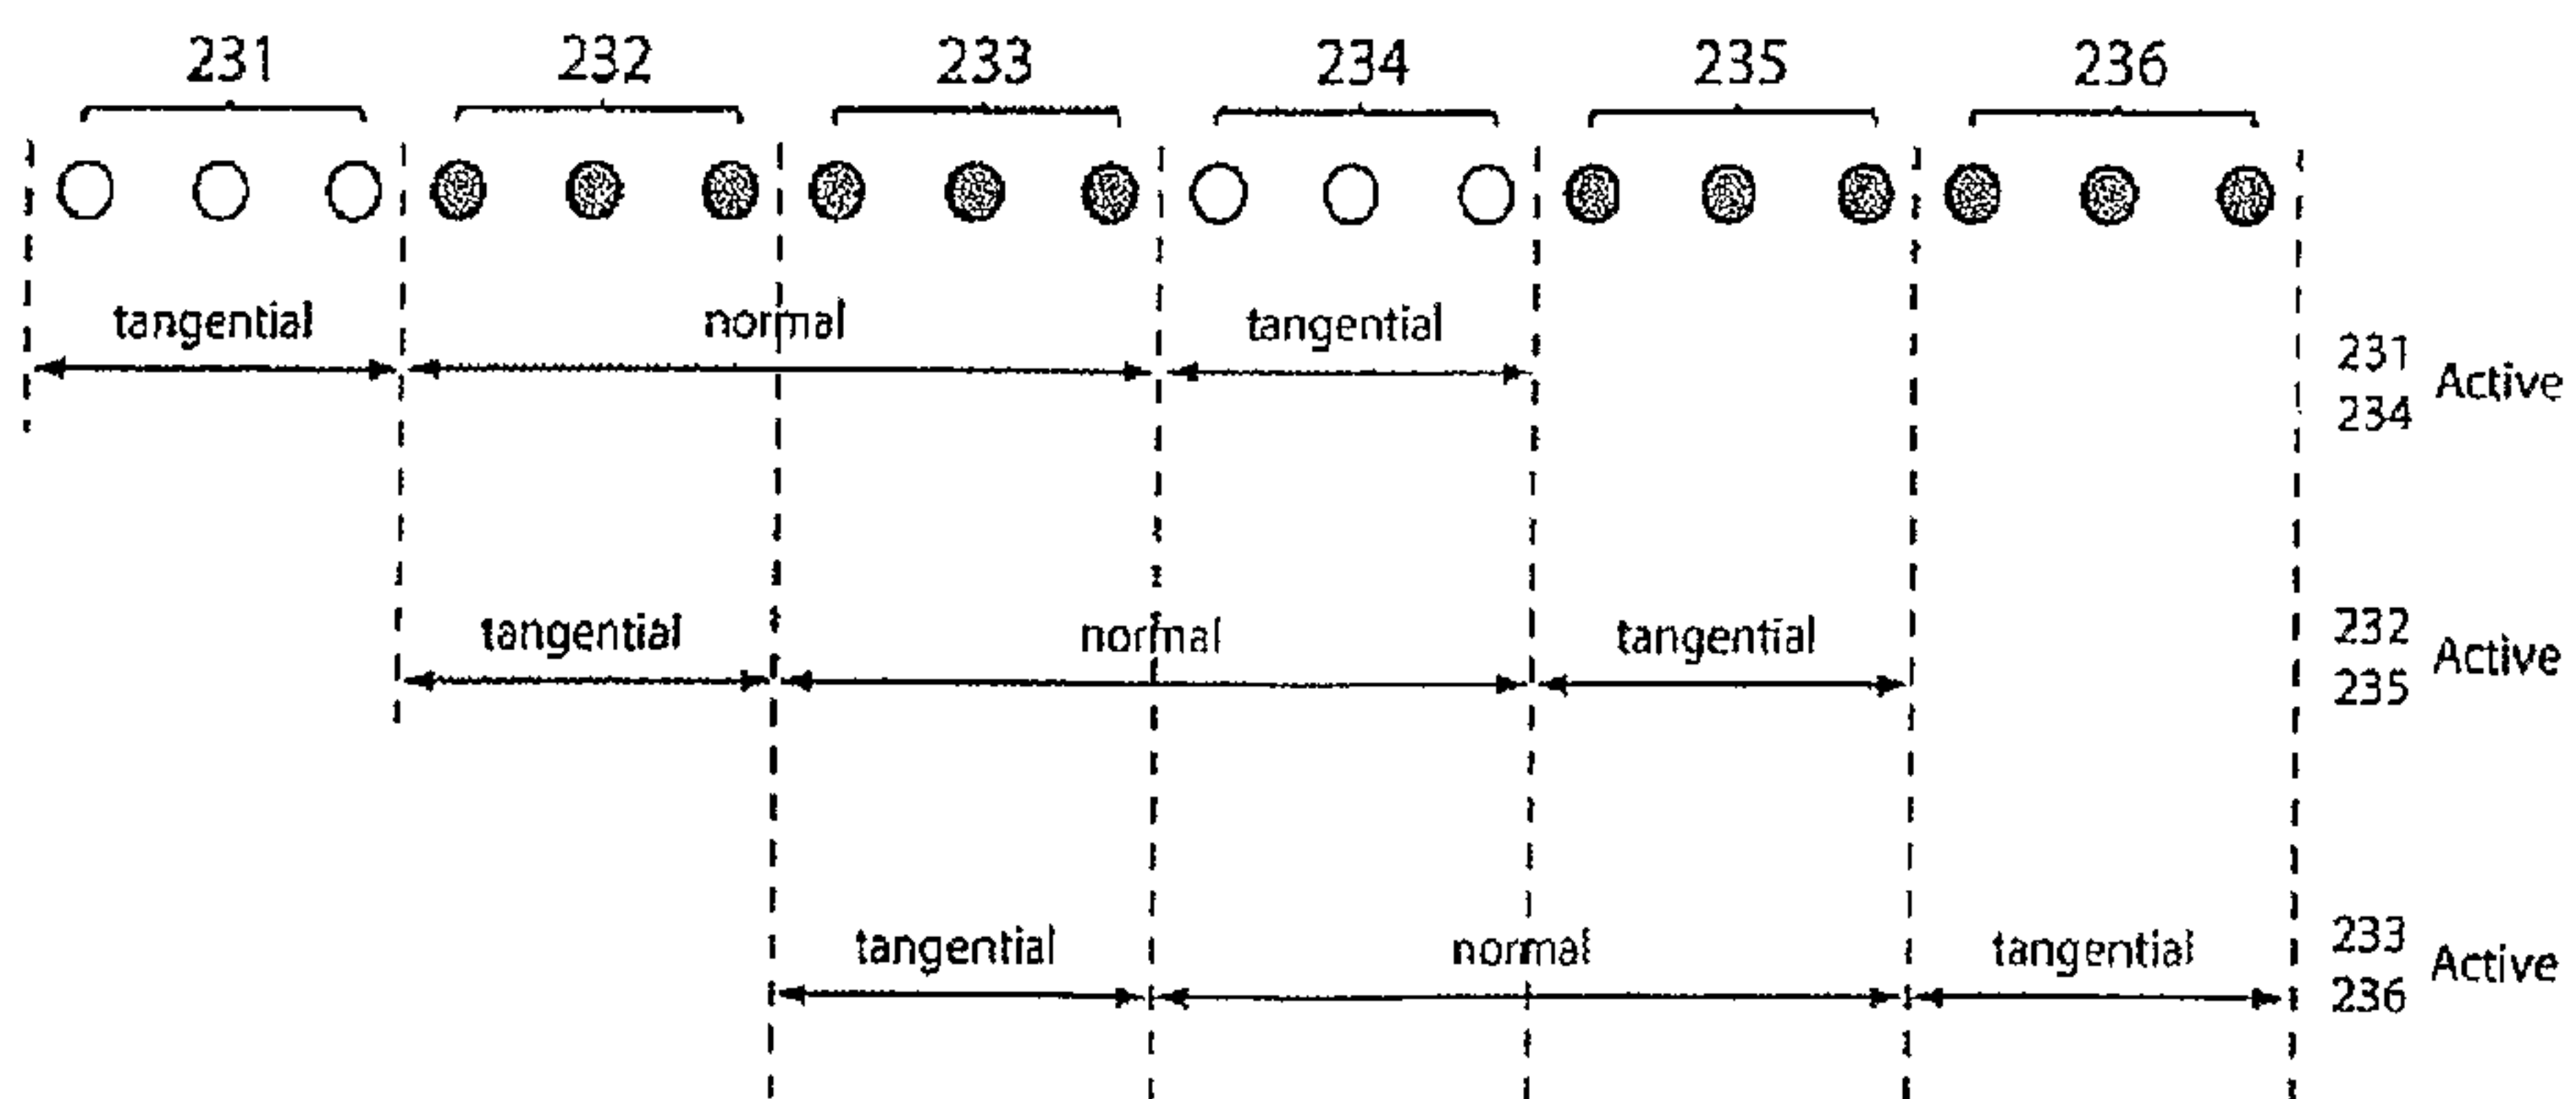 231 232 233 234 235 236
tangential normal tangential
231
Active
234
tangential normal tangential
232
Active
235
tangential normal tangential
233
Active
236